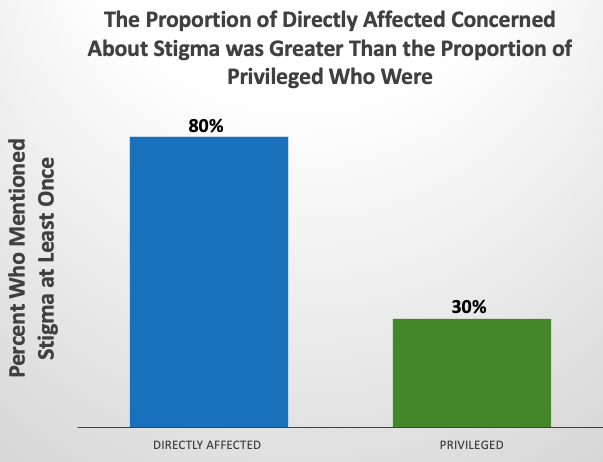 The Proportion of Directly Affected Concerned
About Stigma was Greater Than the Proportion of
Privileged Who Were
Percent Who Mentioned
Stigma at Least Once
80%
30%
DIRECTLY AFFECTED
PRIVILEGED